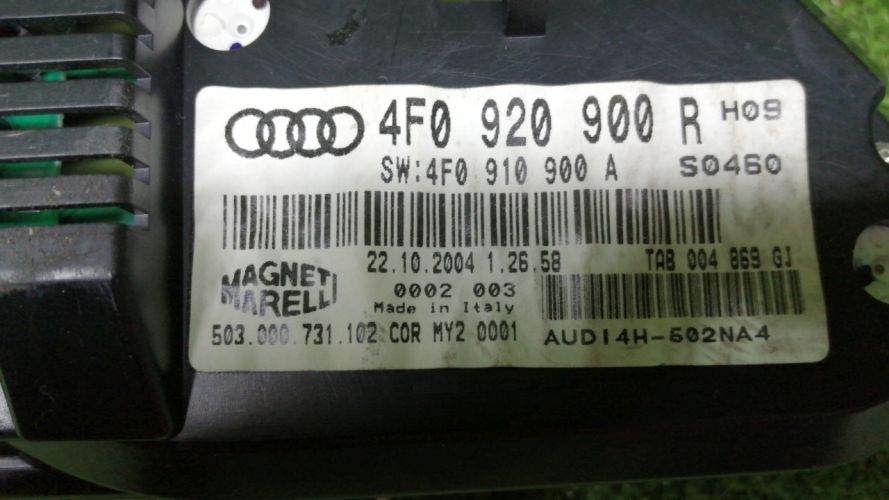 4F0 920 900 R H09
SW:4F0 910 900 A S0460
22.10.2004 1.26.58 TAB 004 869 GJ
MAGNETI MARELLI
0002 003
Made in Italy
503.000.731.102 COR MY2 0001
AUDI4H-502NA4